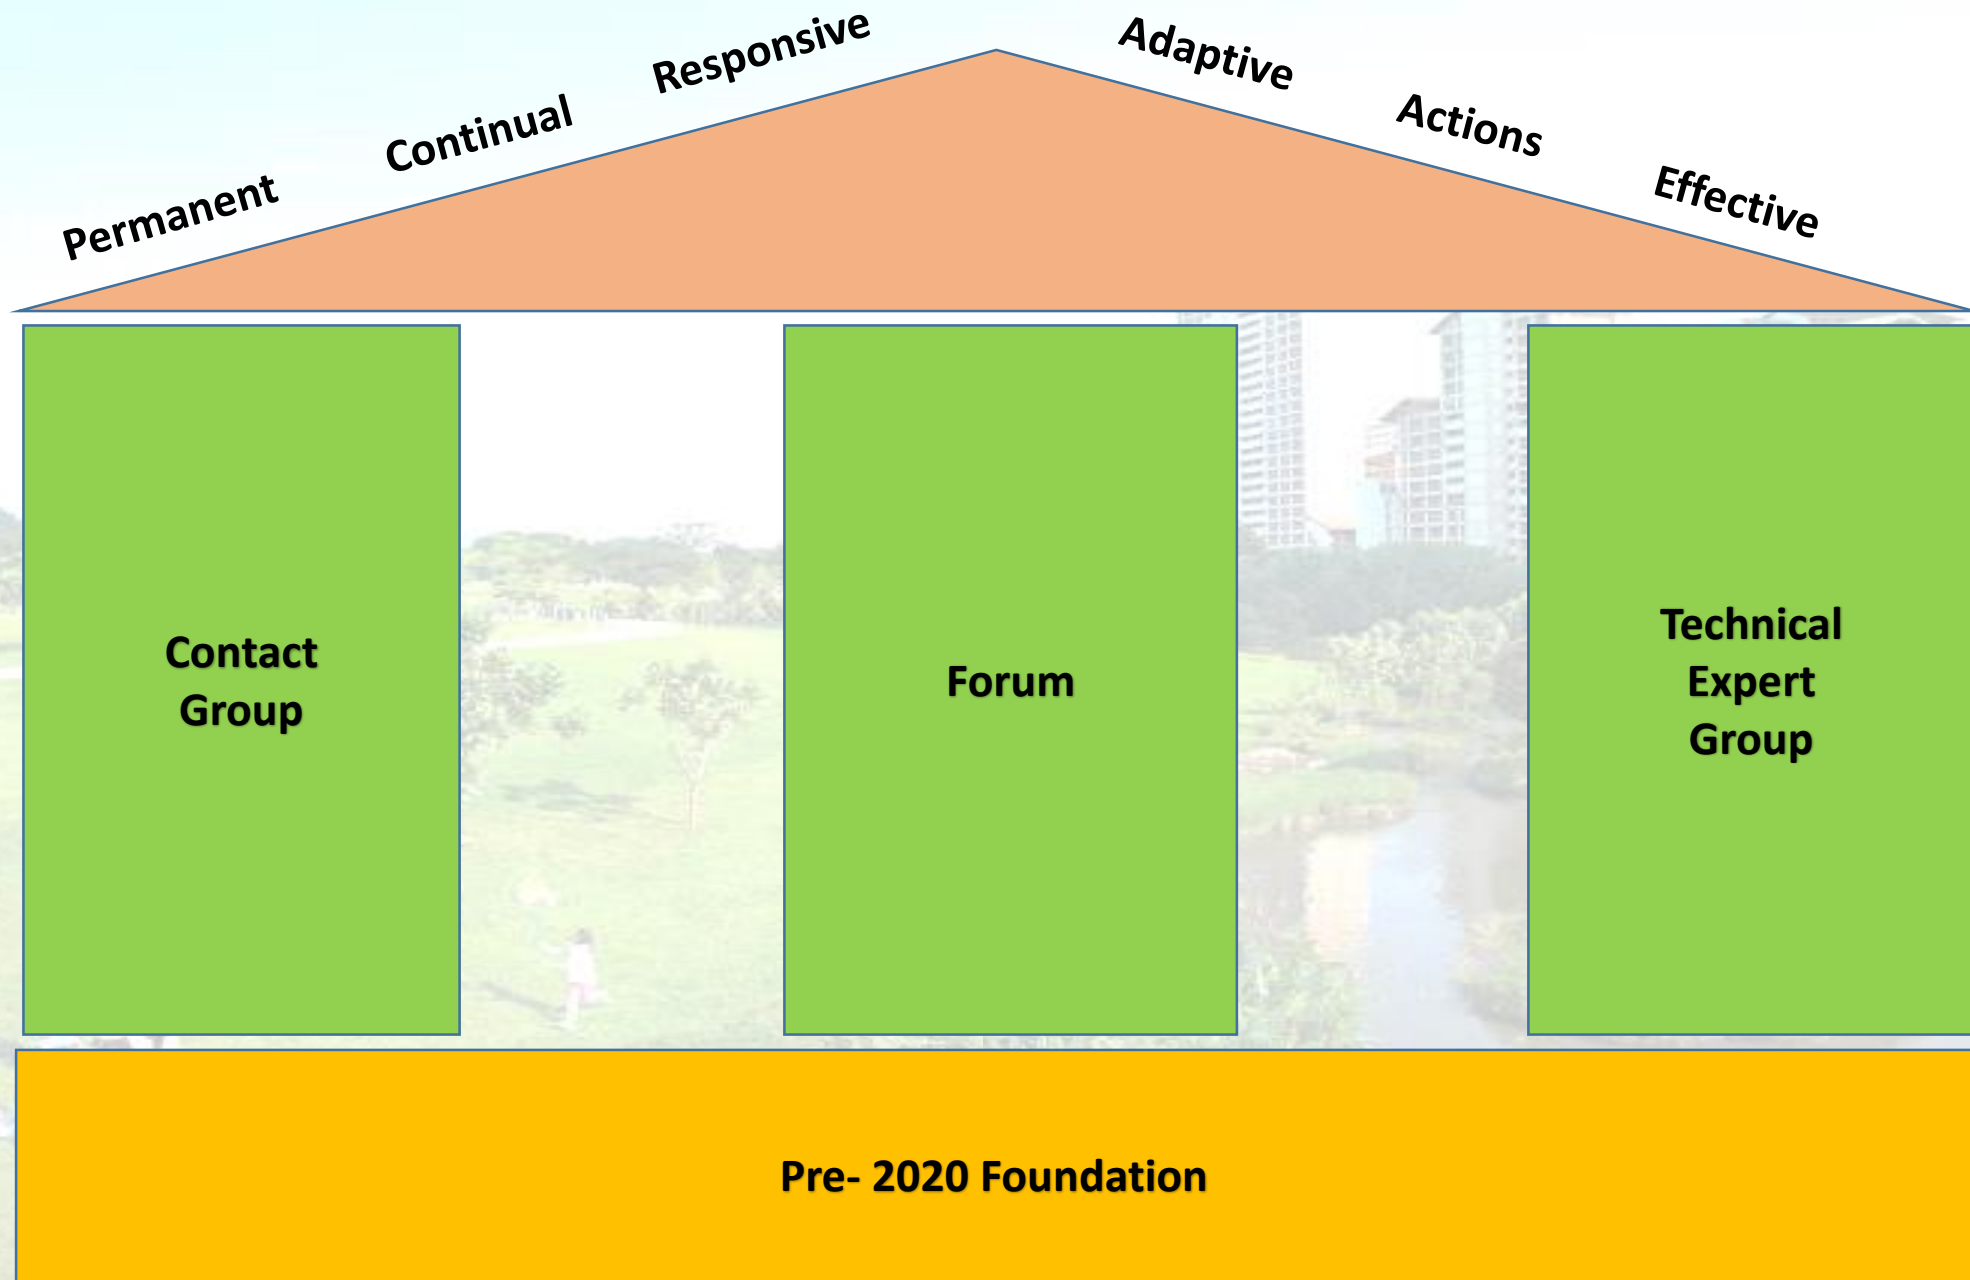 Permanent
Continual
Responsive
Adaptive
Actions
Effective
Contact
Group
Forum
Technical
Expert
Group
Pre- 2020 Foundation